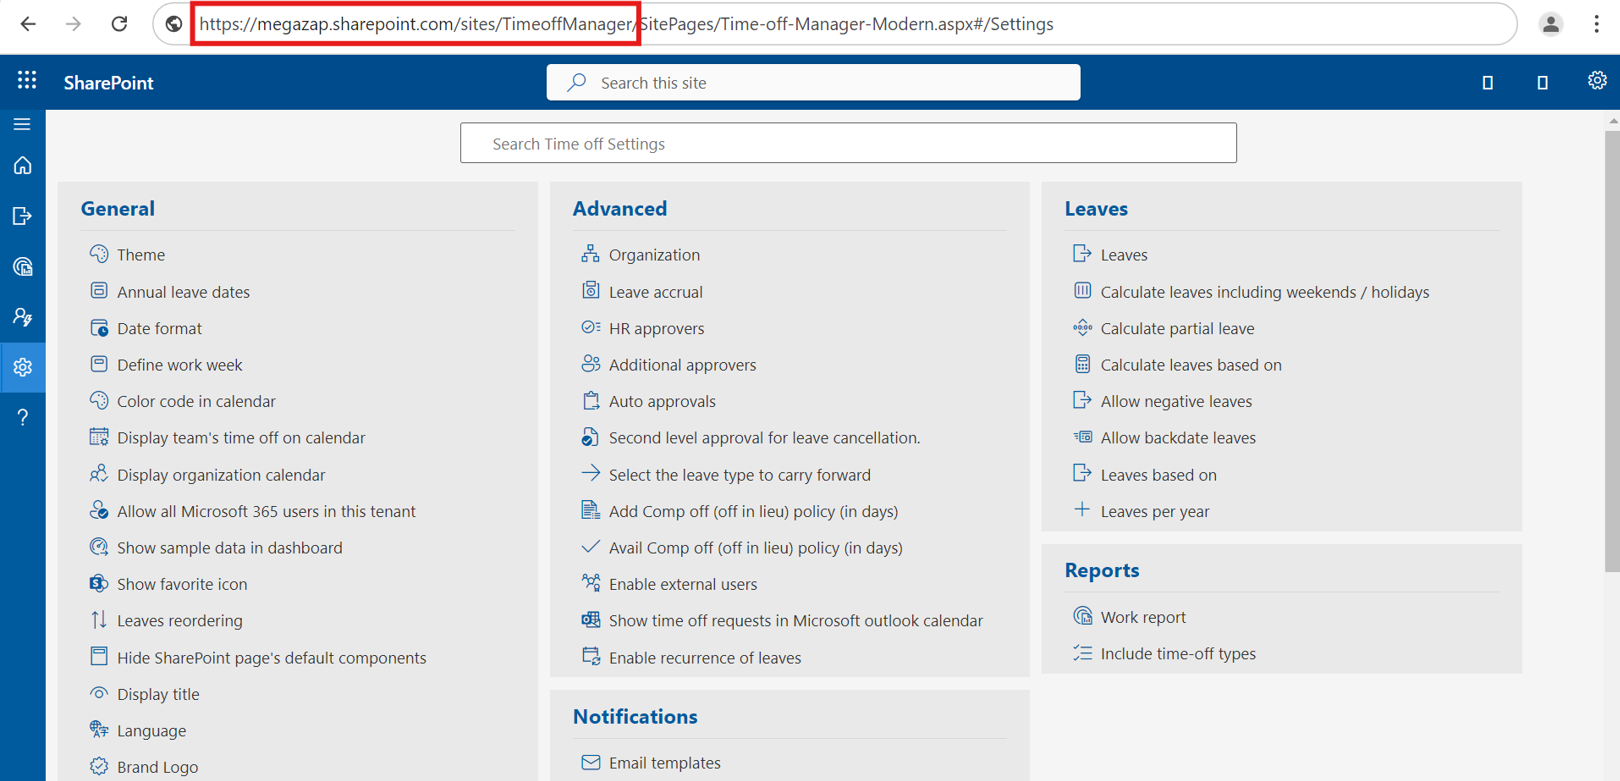 https://megazap.sharepoint.com/sites/TimeoffManager/SitePages/Time-off-Manager-Modern.aspx#/Settings
SharePoint
Search this site
Search Time off Settings
General
Theme
Annual leave dates
Date format
Define work week
Color code in calendar
Display team's time off on calendar
Display organization calendar
Allow all Microsoft 365 users in this tenant
Show sample data in dashboard
Show favorite icon
Leaves reordering
Hide SharePoint page's default components
Display title
Language
Brand Logo
Advanced
Organization
Leave accrual
HR approvers
Additional approvers
Auto approvals
Second level approval for leave cancellation.
Select the leave type to carry forward
Add Comp off (off in lieu) policy (in days)
Avail Comp off (off in lieu) policy (in days)
Enable external users
Show time off requests in Microsoft outlook calendar
Enable recurrence of leaves
Notifications
Email templates
Leaves
Leaves
Calculate leaves including weekends / holidays
Calculate partial leave
Calculate leaves based on
Allow negative leaves
Allow backdate leaves
Leaves based on
Leaves per year
Reports
Work report
Include time-off types